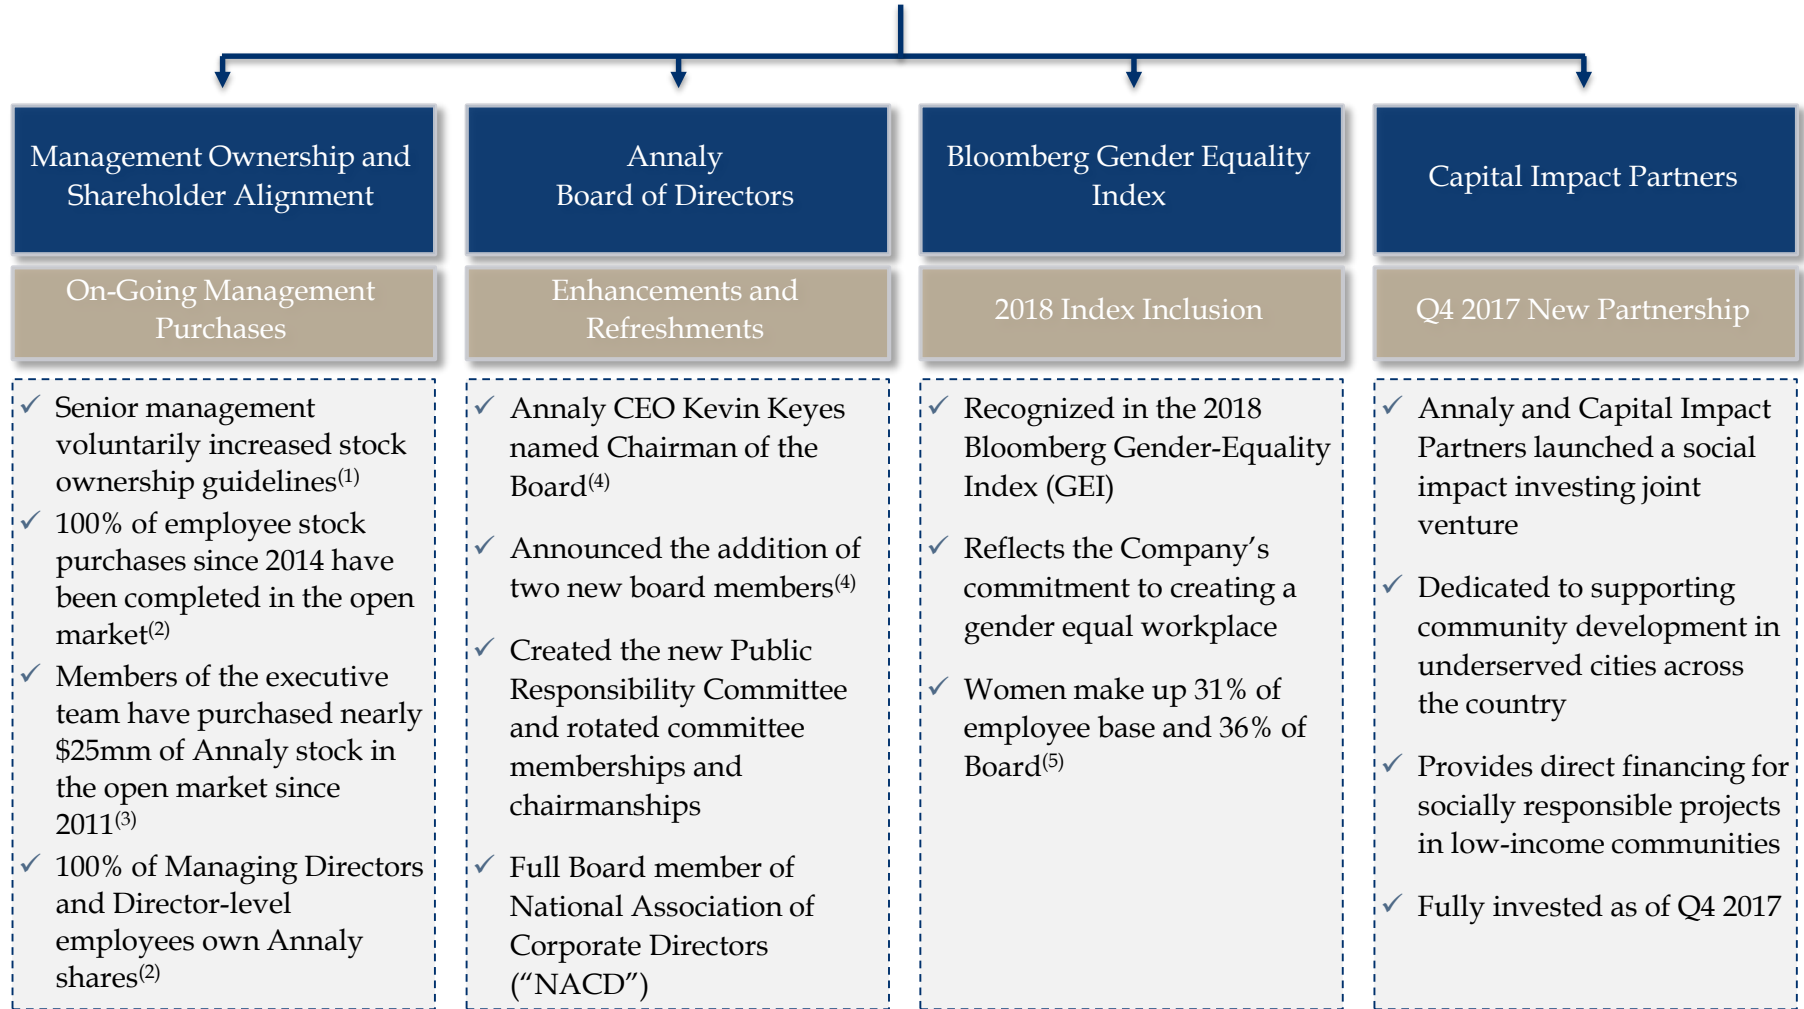 Management Ownership and
Shareholder Alignment
On-Going Management
Purchases
✓ Senior management
voluntarily increased stock
ownership guidelines(1)
✓ 100% of employee stock
purchases since 2014 have
been completed in the open
market(2)
✓ Members of the executive
team have purchased nearly
$25mm of Annaly stock in
the open market since
2011(3)
✓ 100% of Managing Directors
and Director-level
employees own Annaly
shares(2)
Annaly
Board of Directors
Enhancements and
Refreshments
✓ Annaly CEO Kevin Keyes
named Chairman of the
Board(4)
✓ Announced the addition of
two new board members(4)
✓ Created the new Public
Responsibility Committee
and rotated committee
memberships and
chairmanships
✓ Full Board member of
National Association of
Corporate Directors
(“NACD”)
Bloomberg Gender Equality
Index
2018 Index Inclusion
✓ Recognized in the 2018
Bloomberg Gender-Equality
Index (GEI)
✓ Reflects the Company’s
commitment to creating a
gender equal workplace
✓ Women make up 31% of
employee base and 36% of
Board(5)
Capital Impact Partners
Q4 2017 New Partnership
✓ Annaly and Capital Impact
Partners launched a social
impact investing joint
venture
✓ Dedicated to supporting
community development in
underserved cities across
the country
✓ Provides direct financing for
socially responsible projects
in low-income communities
✓ Fully invested as of Q4 2017